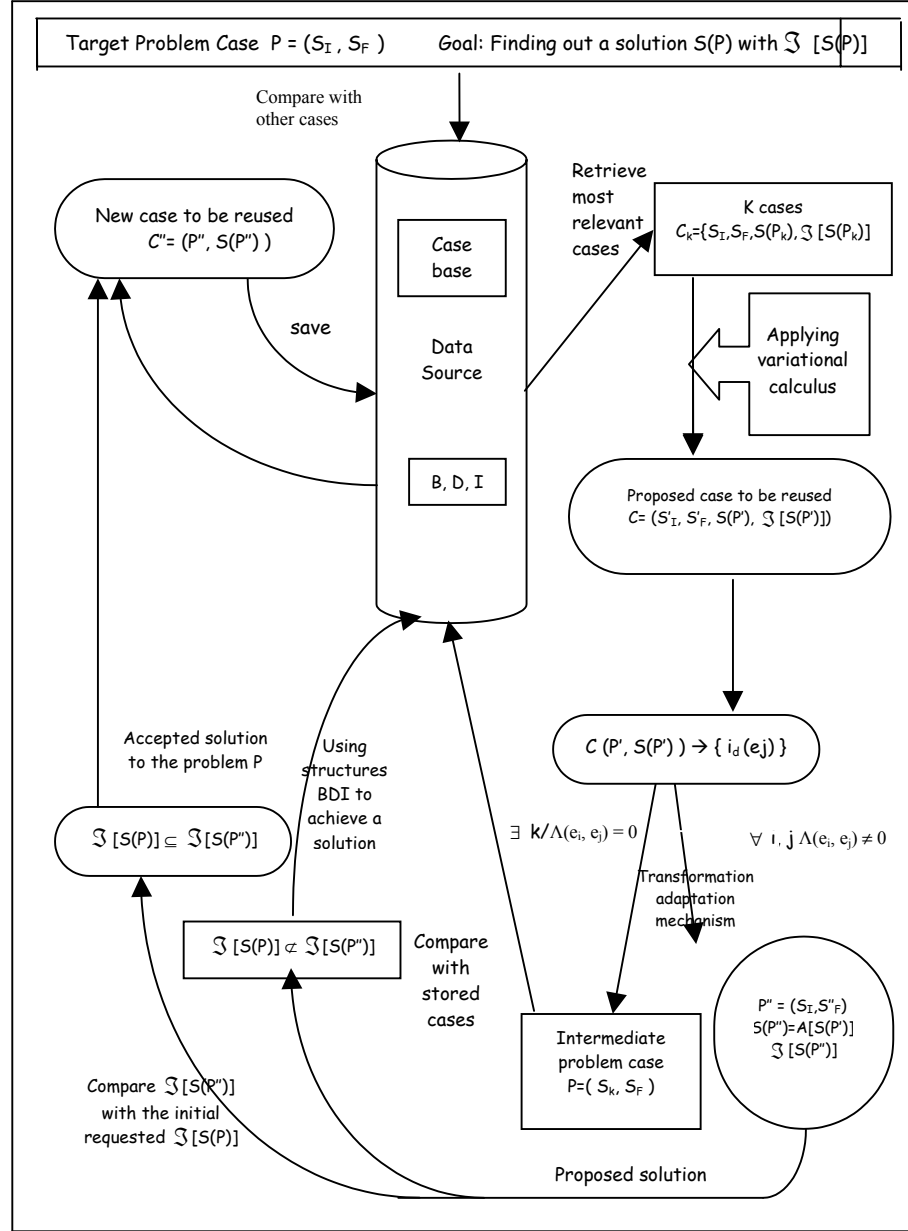 Target Problem Case P = (S_I , S_F ) Goal: Finding out a solution S(P) with ℑ [S(P)]
Compare with
other cases
New case to be reused
C''= (P'', S(P'') )
save
Case
base
Data
Source
B, D, I
Retrieve
most
relevant
cases
K cases
C_k={S_I,S_F,S(P_k),ℑ [S(P_k)]
Applying
variational
calculus
Proposed case to be reused
C= (S'_I, S'_F, S(P'), ℑ [S(P')])
C (P', S(P') ) → { i_d (ej) }
∃ k/Λ(e_i, e_j) = 0
∀ ı, j Λ(e_i, e_j) ≠ 0
Transformation
adaptation
mechanism
Accepted solution
to the problem P
Using
structures
BDI to
achieve a
solution
ℑ [S(P)] ⊆ ℑ[S(P'')]
ℑ [S(P)] ⊄ ℑ[S(P'')]
Compare
with
stored
cases
Intermediate
problem case
P=( S_k, S_F )
P'' = (S_I,S''_F)
S(P'')=A[S(P')]
ℑ [S(P'')]
Compare ℑ[S(P'')]
with the initial
requested ℑ[S(P)]
Proposed solution